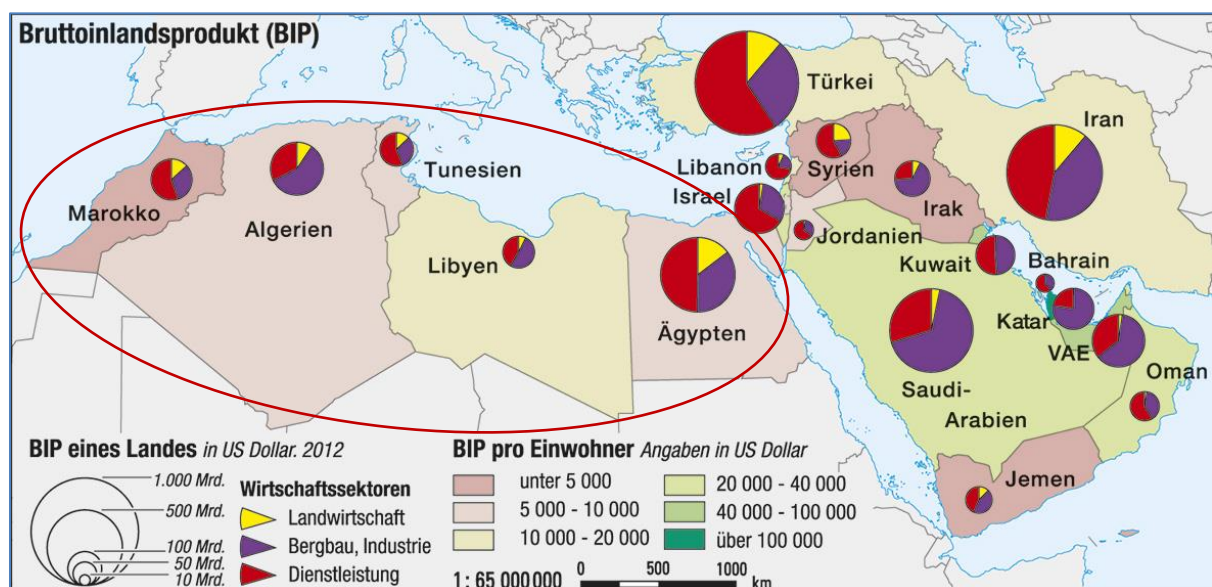 Bruttoinlandsprodukt (BIP)
Türkei
Iran
Tunesien
Libanon
Syrien
Israel
Irak
Marokko
Algerien
Jordanien
Libyen
Kuwait
Bahrain
Ägypten
Katar
VAE
Oman
Saudi-
Arabien
Jemen
BIP eines Landes in US Dollar. 2012
1.000 Mrd.
500 Mrd.
100 Mrd.
50 Mrd.
10 Mrd.
Wirtschaftssektoren
Landwirtschaft
Bergbau, Industrie
Dienstleistung
BIP pro Einwohner Angaben in US Dollar
unter 5 000
5 000 - 10 000
10 000 - 20 000
20 000 - 40 000
40 000 - 100 000
über 100 000
1: 65 000 000
0 500 1000
km